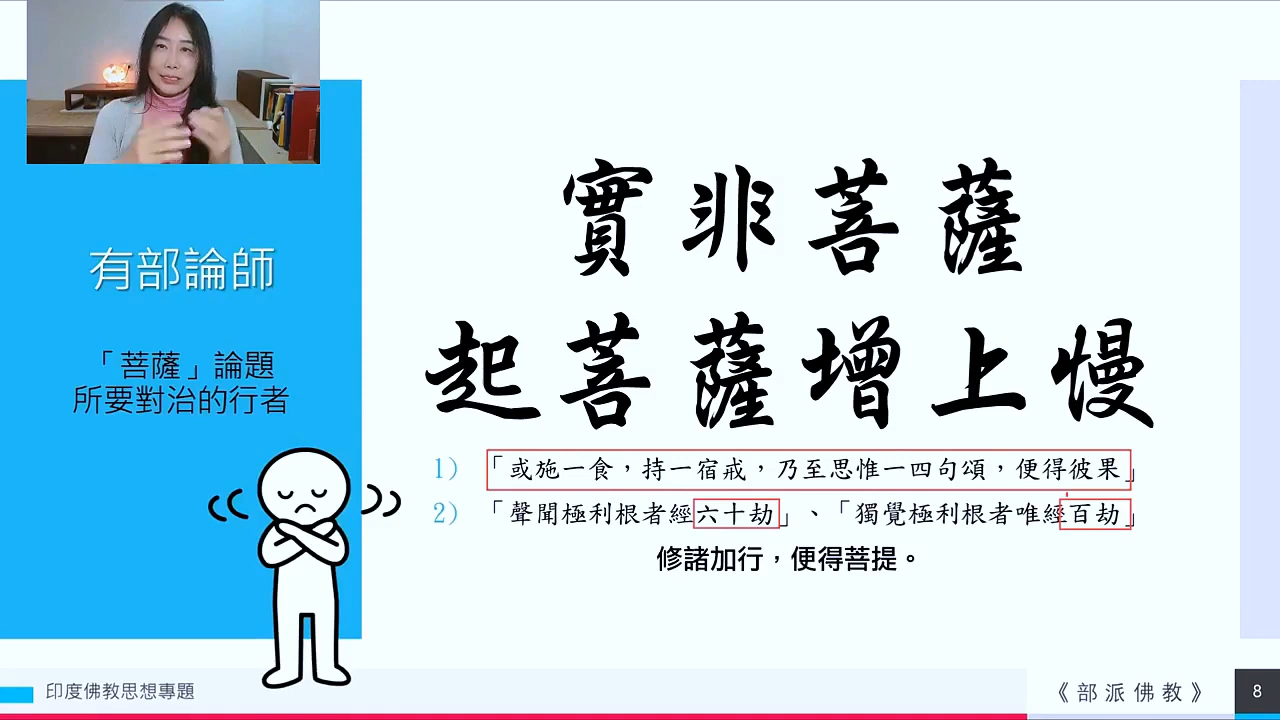 有部論師
「菩薩」論題
所要對治的行者
實非菩薩
起菩薩增上慢
1) 「或施一食，持一宿戒，乃至思惟一四句頌，便得彼果」
2) 「聲聞極利根者經六十劫」、「獨覺極利根者唯經百劫」
修諸加行，便得菩提。
印度佛教思想專題
《部派佛教》
8